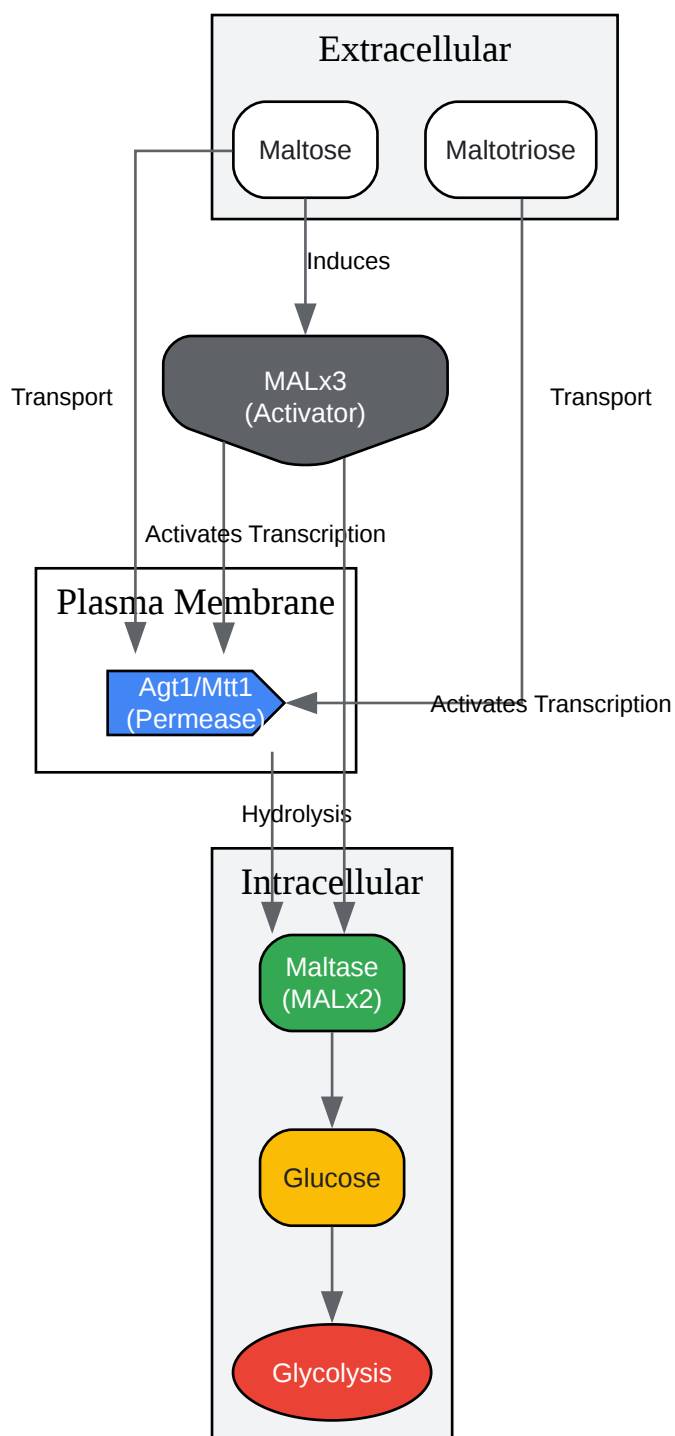 Extracellular
Maltose
Maltotriose
Induces
MALx3
(Activator)
Transport
Transport
Activates Transcription
Plasma Membrane
Agt1/Mtt1
(Permease)
Activates Transcription
Hydrolysis
Intracellular
Maltase
(MALx2)
Glucose
Glycolysis